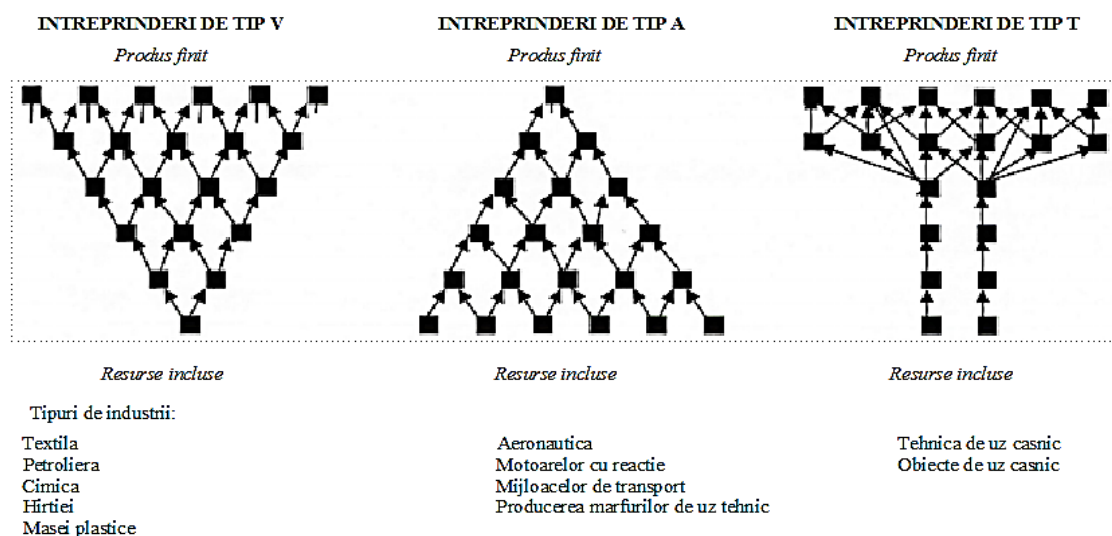 INTREPRINDERI DE TIP V
Produs finit
INTREPRINDERI DE TIP A
Produs finit
INTREPRINDERI DE TIP T
Produs finit
Resurse incluse
Resurse incluse
Resurse incluse
Tipuri de industrii:
Textila
Petroliera
Cimica
Hirtiei
Masei plastice
Aeronautica
Motoarelor cu reactie
Mijloacelor de transport
Producerea marfurilor de uz tehnic
Tehnica de uz casnic
Obiecte de uz casnic